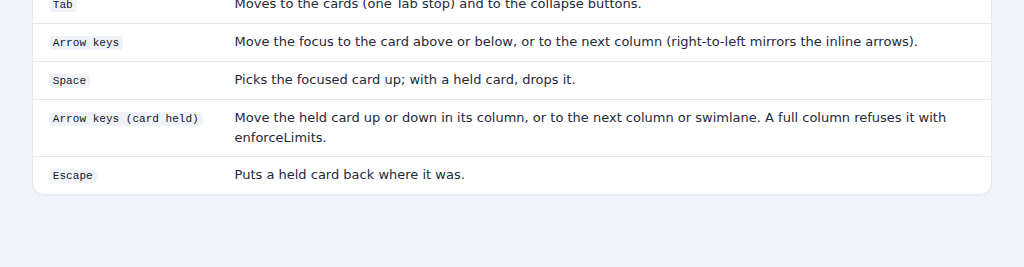 Tab
Moves to the cards (one Tab stop) and to the collapse buttons.
Arrow keys
Move the focus to the card above or below, or to the next column (right-to-left mirrors the inline arrows).
Space
Picks the focused card up; with a held card, drops it.
Arrow keys (card held)
Move the held card up or down in its column, or to the next column or swimlane. A full column refuses it with
enforceLimits.
Escape
Puts a held card back where it was.